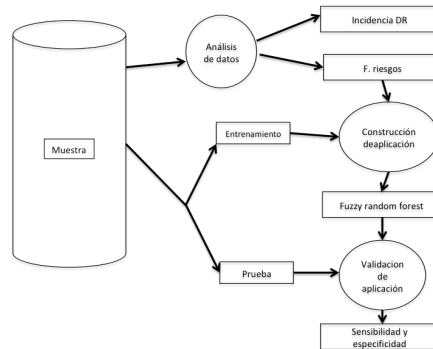 Análisis
de datos
Incidencia DR
F. riesgos
Entrenamiento
Construcción
deaplicación
Muestra
Fuzzy random forest
Prueba
Validacion
de
aplicación
Sensibilidad y
especificidad